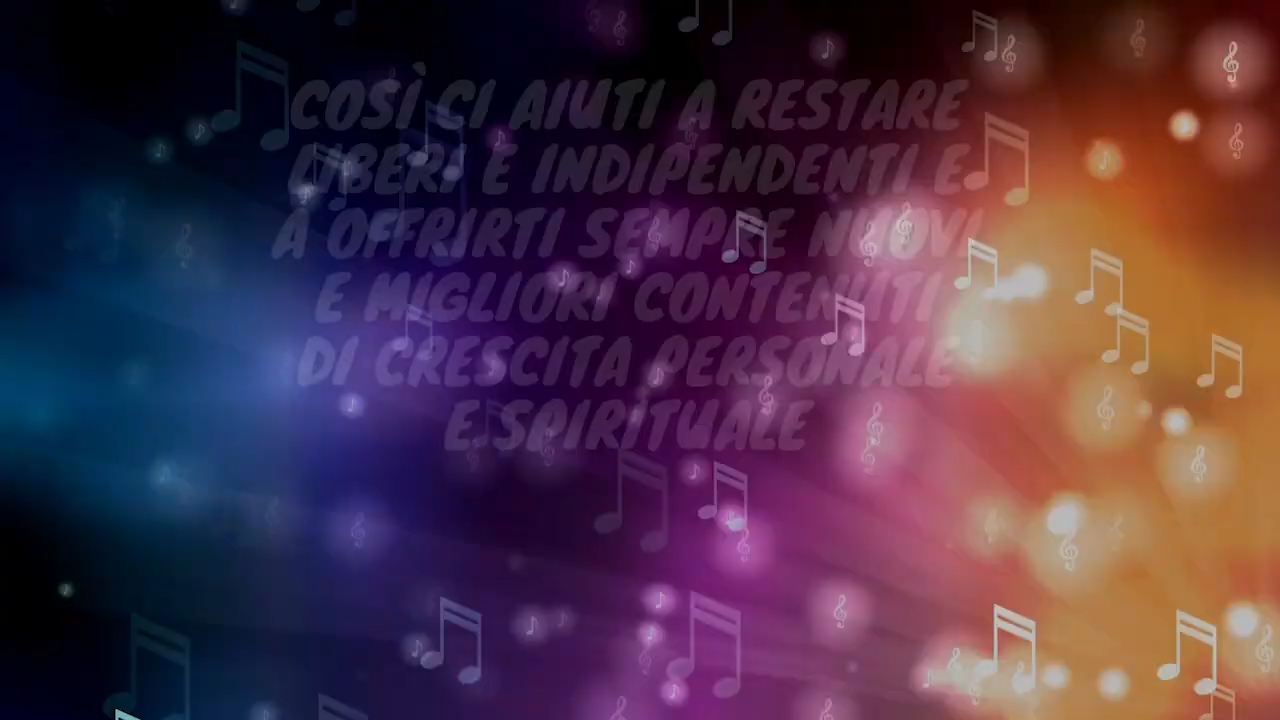 COSÌ CI AIUTI A RESTARE
LIBERI E INDIPENDENTI E
A OFFRIRTI SEMPRE NUOVI
E MIGLIORI CONTENUTI
DI CRESCITA PERSONALE
E SPIRITUALE